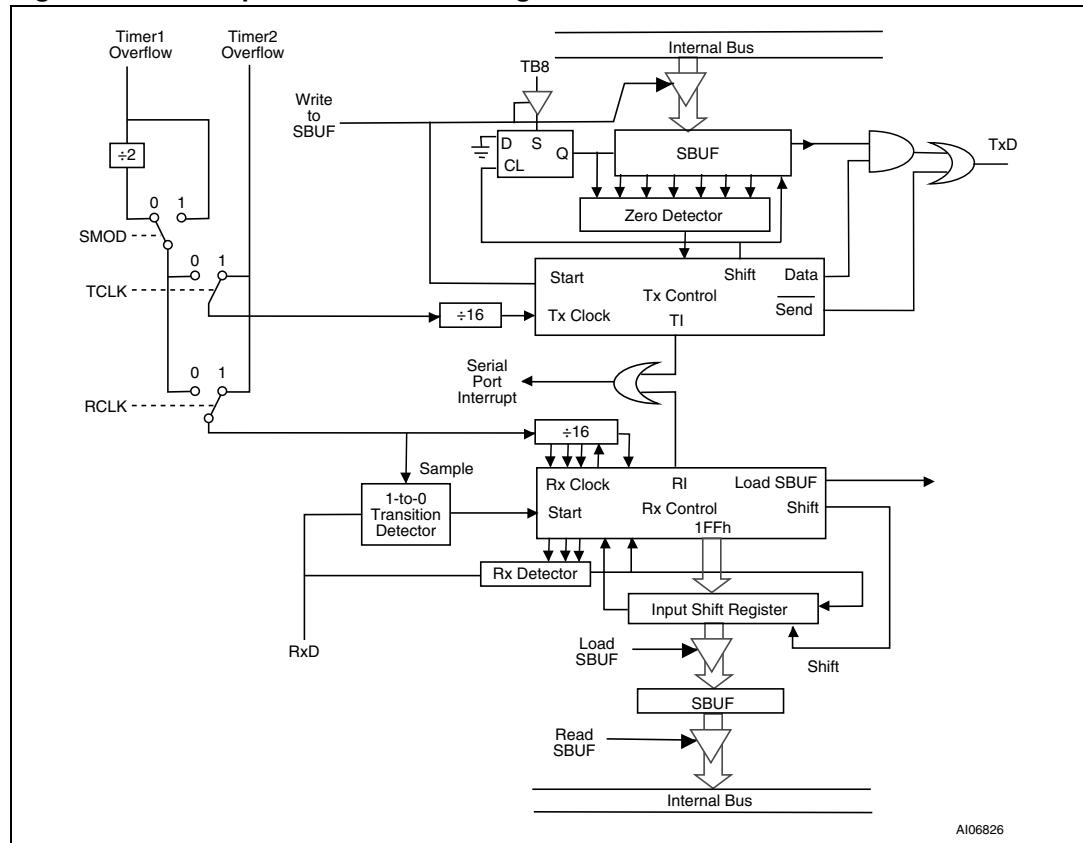 Timer1
Overflow
Timer2
Overflow
Internal Bus
TB8
Write
to
SBUF
D S
Q
CL
SBUF
TxD
÷2
0 1
Zero Detector
SMOD
0 1
Start
Shift
Data
TCLK
Tx Control
Send
÷16
Tx Clock
TI
Serial
Port
Interrupt
0 1
RCLK
÷16
Sample
Rx Clock
RI
Load SBUF
1-to-0
Transition
Detector
Start
Rx Control
Shift
1FFh
Rx Detector
Input Shift Register
RxD
Load
SBUF
Shift
SBUF
Read
SBUF
Internal Bus
AI06826